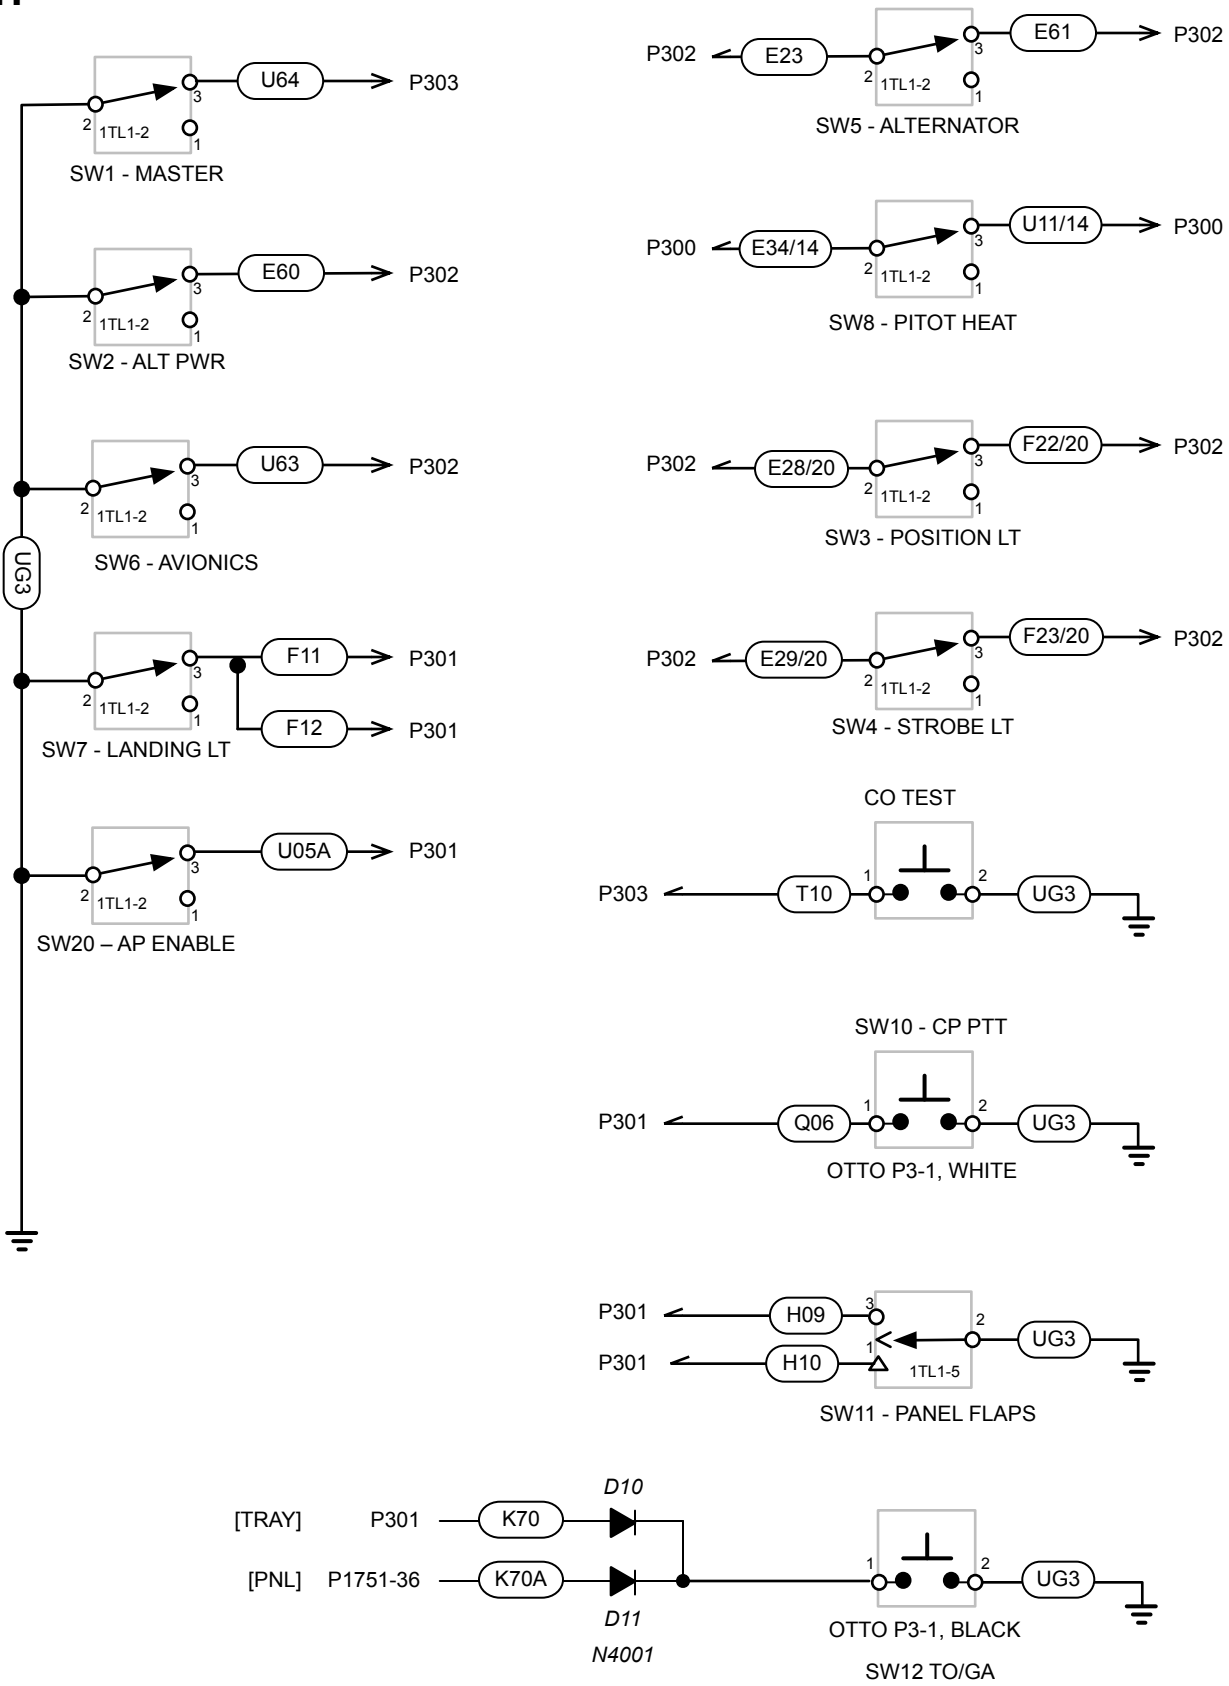 U64
P303
2
3
1TL1-2
1
SW1 - MASTER
E60
P302
2
3
1TL1-2
1
SW2 - ALT PWR
U63
P302
2
3
1TL1-2
1
SW6 - AVIONICS
UG3
F11
P301
2
3
1TL1-2
1
F12
P301
SW7 - LANDING LT
U05A
P301
2
3
1TL1-2
1
SW20 – AP ENABLE
P302
E23
E61
P302
2
3
1TL1-2
1
SW5 - ALTERNATOR
P300
E34/14
U11/14
P300
2
3
1TL1-2
1
SW8 - PITOT HEAT
P302
E28/20
F22/20
P302
2
3
1TL1-2
1
SW3 - POSITION LT
P302
E29/20
F23/20
P302
2
3
1TL1-2
1
SW4 - STROBE LT
CO TEST
P303
T10
1
2
UG3
SW10 - CP PTT
P301
Q06
1
2
UG3
OTTO P3-1, WHITE
P301
H09
3
2
UG3
1
P301
H10
1TL1-5
SW11 - PANEL FLAPS
D10
[TRAY]
P301
K70
[PNL]
P1751-36
K70A
1
2
UG3
D11
N4001
OTTO P3-1, BLACK
SW12 TO/GA